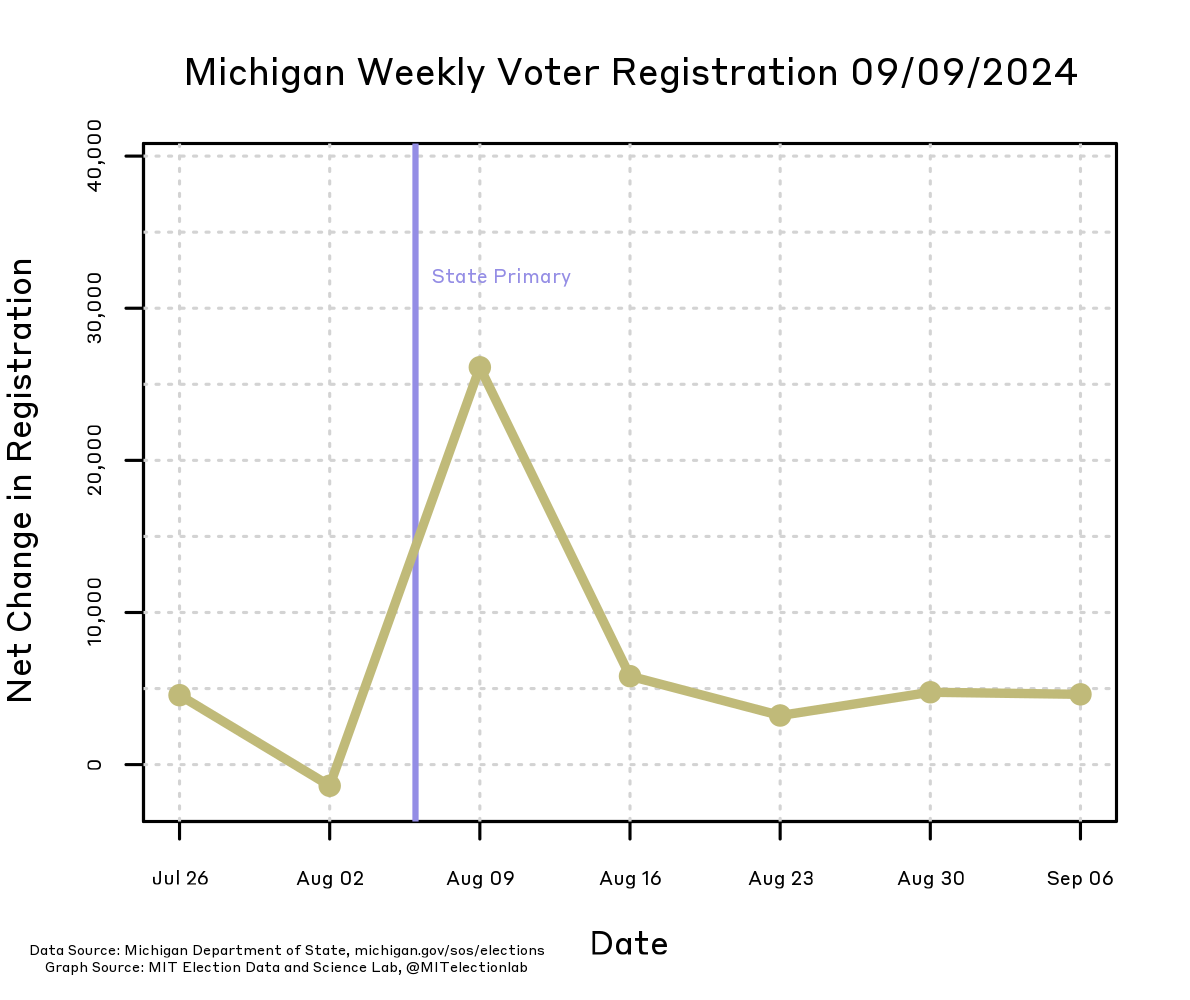 Michigan Weekly Voter Registration 09/09/2024
Net Change in Registration
40,000
30,000
20,000
10,000
0
State Primary
Jul 26 Aug 02 Aug 09 Aug 16 Aug 23 Aug 30 Sep 06
Date
Data Source: Michigan Department of State, michigan.gov/sos/elections
Graph Source: MIT Election Data and Science Lab, @MITelectionlab